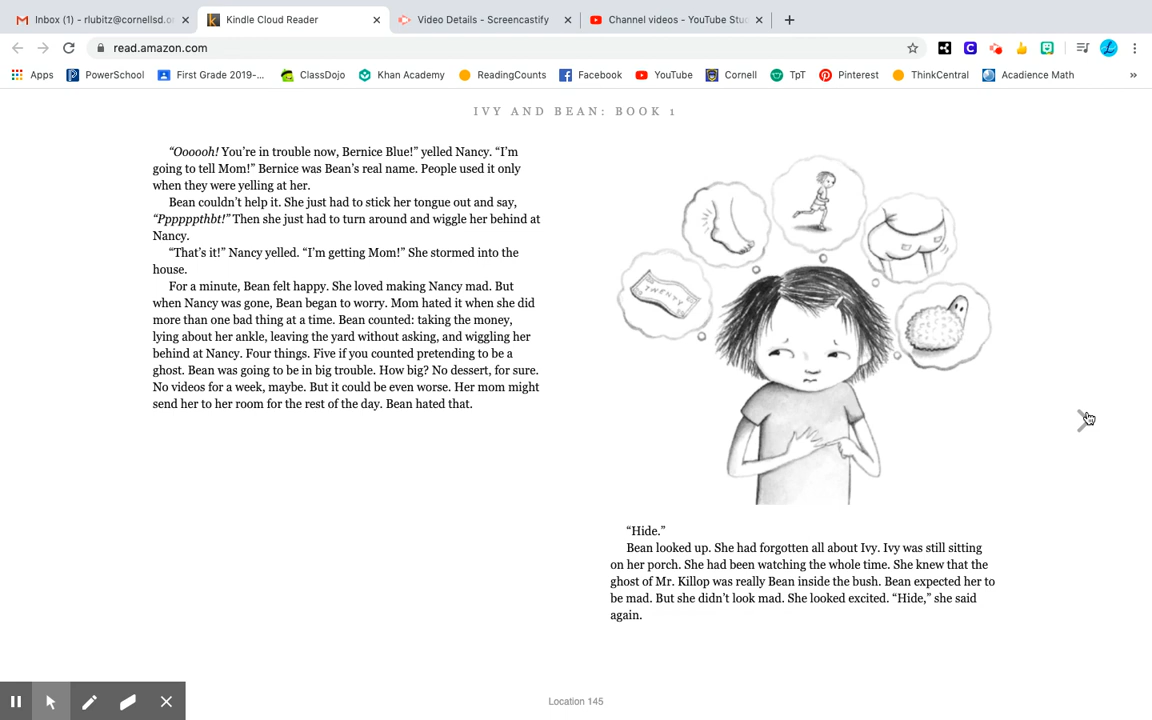 Inbox (1) - rlubitz@cornellsd.o
Kindle Cloud Reader
Video Details - Screencastify
Channel videos - YouTube Stu
read.amazon.com
Apps
PowerSchool
First Grade 2019-...
ClassDojo
Khan Academy
ReadingCounts
Facebook
YouTube
Cornell
TpT
Pinterest
ThinkCentral
Acadience Math
IVY AND BEAN: BOOK 1
“Oooooh! You’re in trouble now, Bernice Blue!” yelled Nancy. “I’m
going to tell Mom!” Bernice was Bean’s real name. People used it only
when they were yelling at her.
Bean couldn’t help it. She just had to stick her tongue out and say,
“Ppppppthbt!” Then she just had to turn around and wiggle her behind at
Nancy.
“That’s it!” Nancy yelled. “I’m getting Mom!” She stormed into the
house.
For a minute, Bean felt happy. She loved making Nancy mad. But
when Nancy was gone, Bean began to worry. Mom hated it when she did
more than one bad thing at a time. Bean counted: taking the money,
lying about her ankle, leaving the yard without asking, and wiggling her
behind at Nancy. Four things. Five if you counted pretending to be a
ghost. Bean was going to be in big trouble. How big? No dessert, for sure.
No videos for a week, maybe. But it could be even worse. Her mom might
send her to her room for the rest of the day. Bean hated that.
TWENTY
“Hide.”
Bean looked up. She had forgotten all about Ivy. Ivy was still sitting
on her porch. She had been watching the whole time. She knew that the
ghost of Mr. Killop was really Bean inside the bush. Bean expected her to
be mad. But she didn’t look mad. She looked excited. “Hide,” she said
again.
Location 145